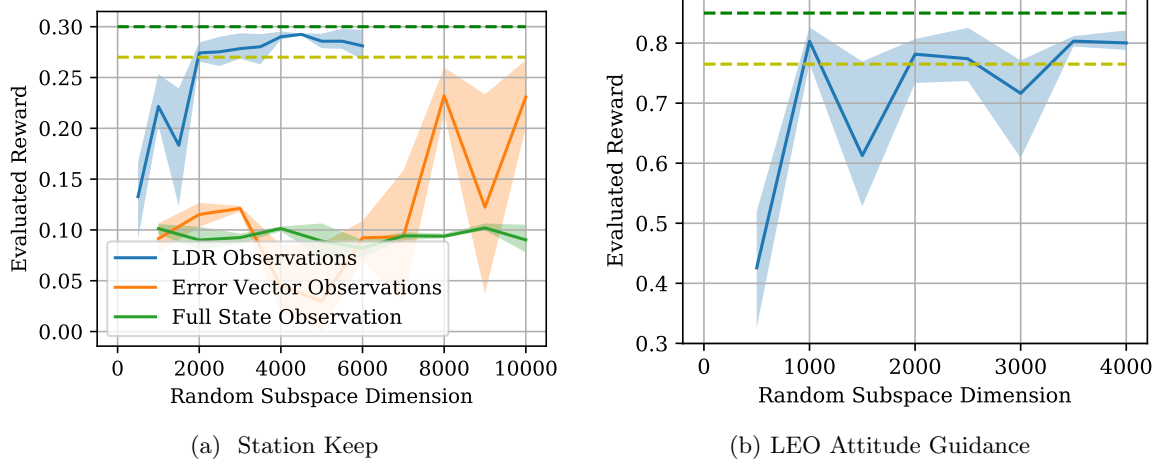 0.30
0.25
0.20
0.15
0.10
0.05
0.00
Evaluated Reward
LDR Observations
Error Vector Observations
Full State Observation
0 2000 4000 6000 8000 10000
Random Subspace Dimension
(a) Station Keep
0.8
0.7
0.6
0.5
0.4
0.3
Evaluated Reward
0 1000 2000 3000 4000
Random Subspace Dimension
(b) LEO Attitude Guidance